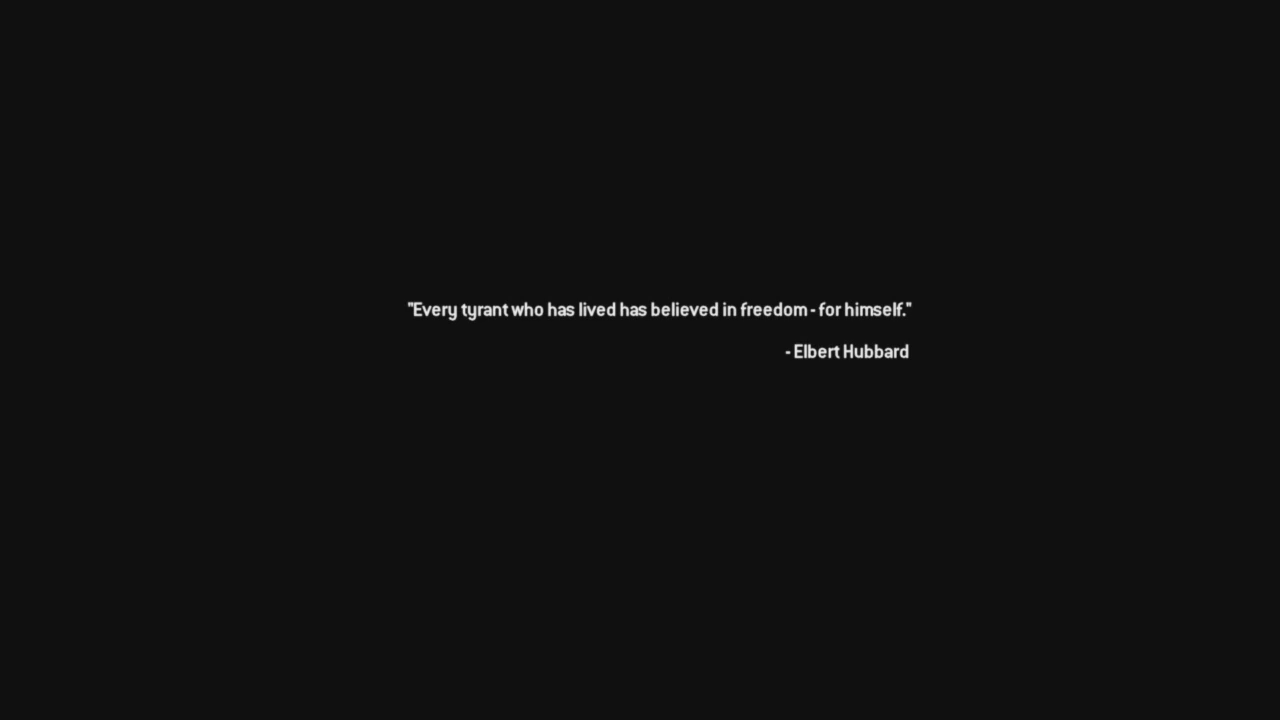 "Every tyrant who has lived has believed in freedom - for himself."
- Elbert Hubbard